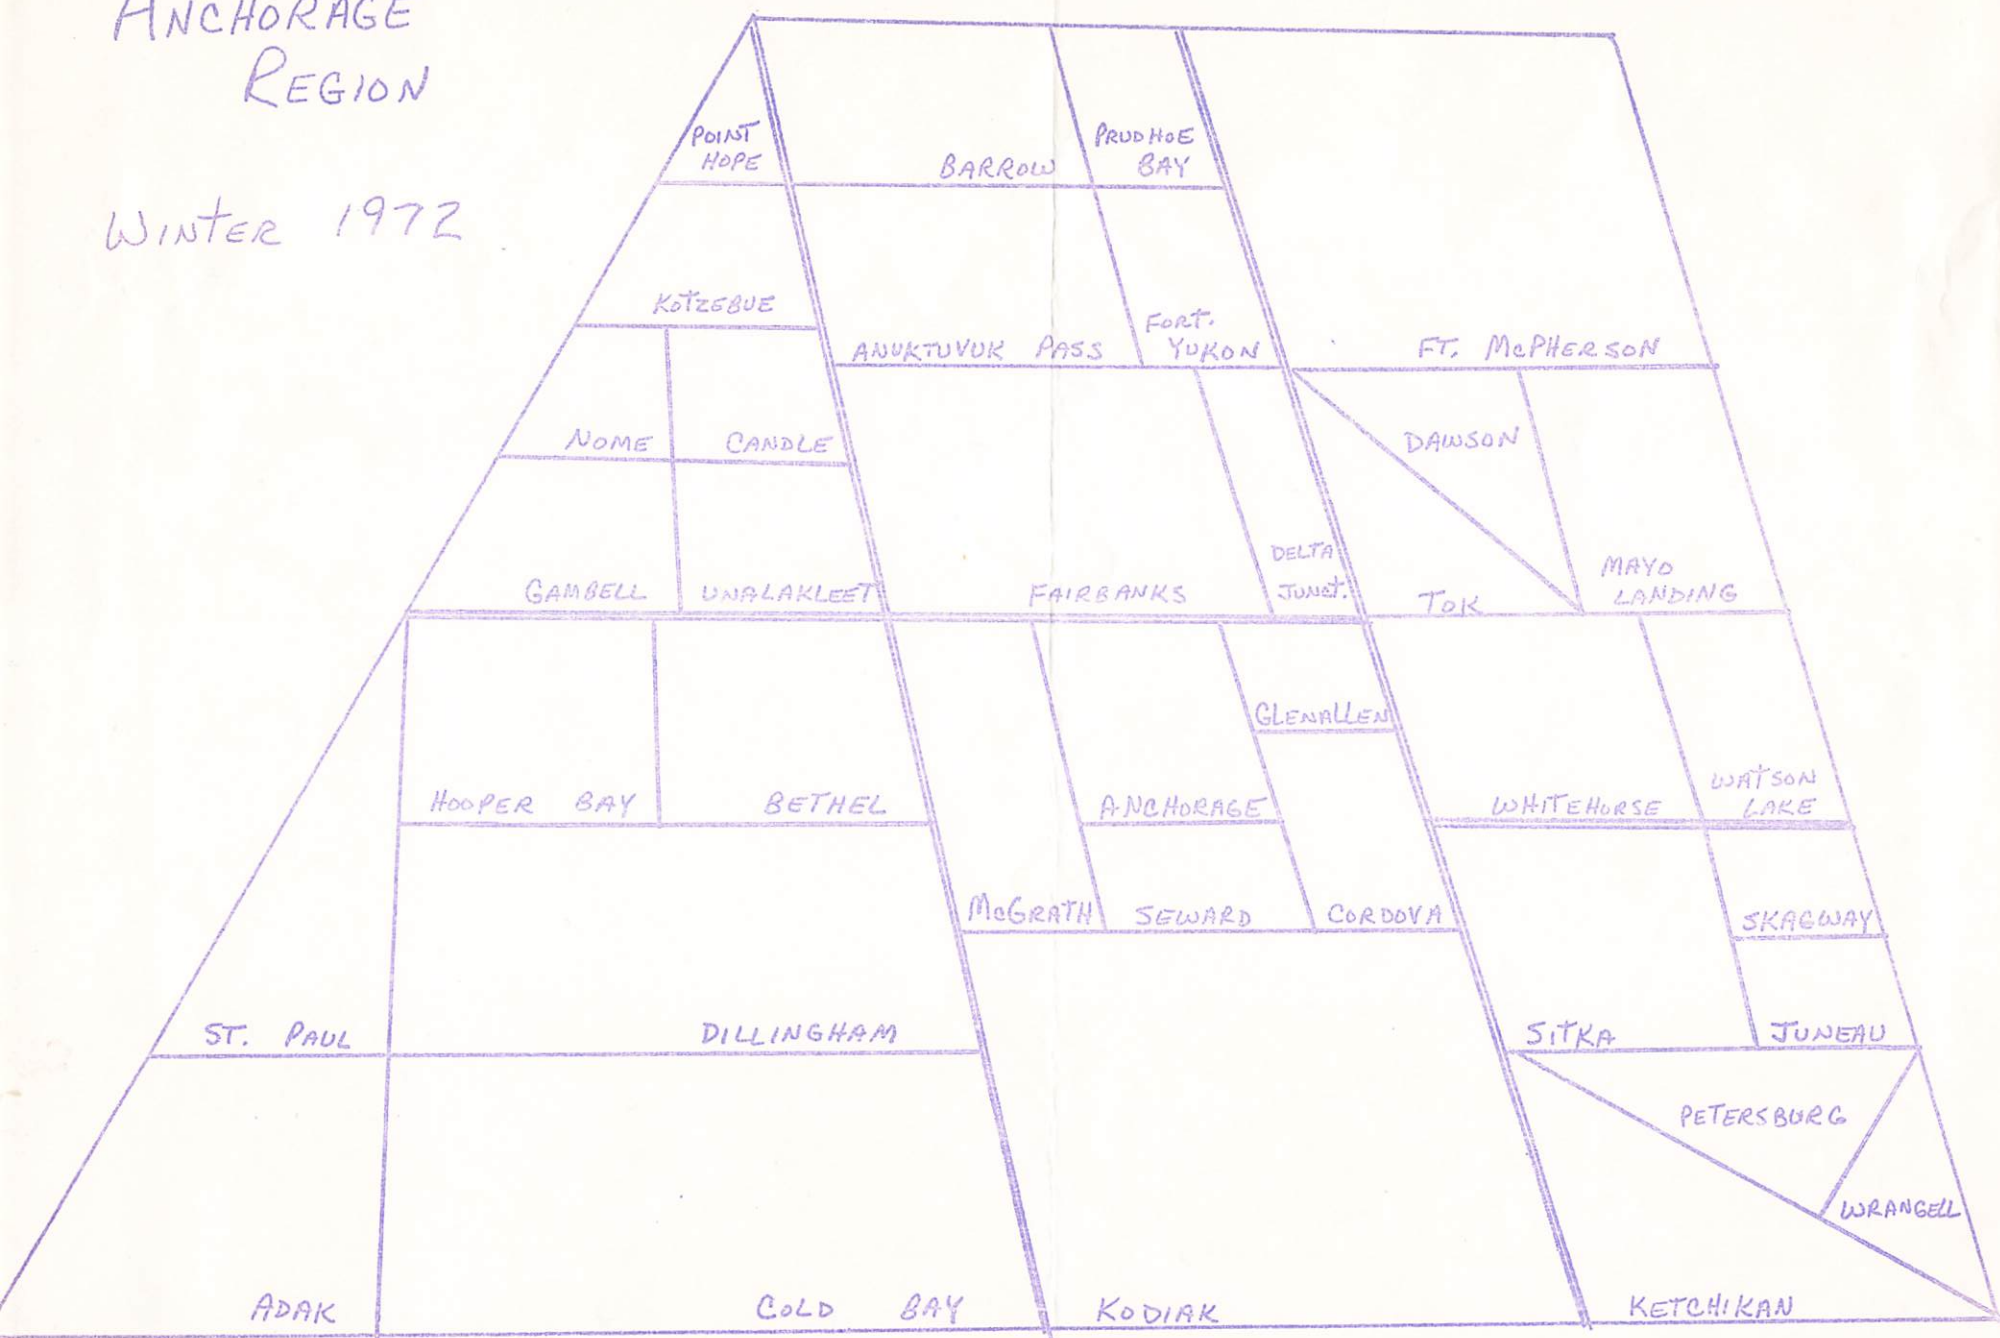 ANCHORAGE
REGION
WINTER 1972
POINT
HOPE
BARROW
PRUDHOE
BAY
KOTZEBUE
ANUKTUVUK PASS
FORT.
YUKON
FT. McPHERSON
NOME
CANDLE
DAWSON
GAMBELL
UNALAKLEET
FAIRBANKS
DELTA
JUNCT.
TOK
MAYO
LANDING
HOOPER BAY
BETHEL
ANCHORAGE
GLENALLEN
WHITEHORSE
WATSON
LAKE
McGRATH
SEWARD
CORDOVA
SKAGWAY
ST. PAUL
DILLINGHAM
SITKA
JUNEAU
PETERSBURG
WRANGELL
ADAK
COLD BAY
KODIAK
KETCHIKAN